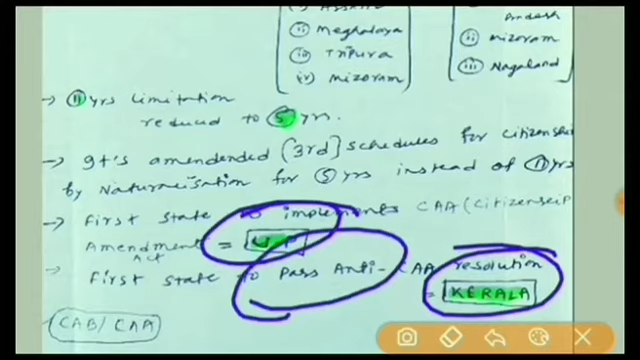 (i) Assam
Pradesh
(ii) Meghalaya
(ii) Mizoram
(iii) Tripura
(iii) Nagaland
(iv) Mizoram
→ (11) yrs limitation
reduced to (5) yrs.
→ It's amendended [3rd] schedules for citizenship
by Naturalisation for (5) yrs instead of (11) yrs
→ First State to implements CAA (Citizenship
Amendment Act = U.P
→ First State to Pass Anti-CAA resolution
= KERALA
CAB/CAA